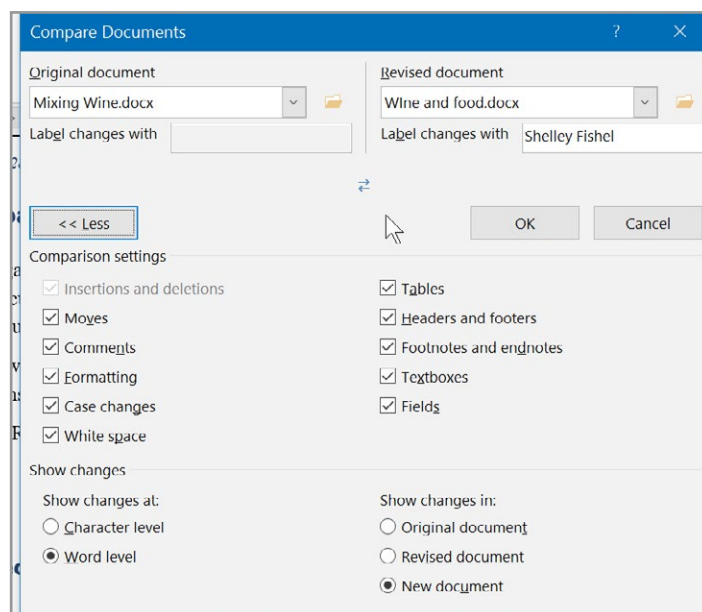 Compare Documents ? ×
Original document Revised document
Mixing Wine.docx WIne and food.docx
Label changes with Label changes with Shelley Fishel
<< Less OK Cancel
Comparison settings
Insertions and deletions Tables
Moves Headers and footers
Comments Footnotes and endnotes
Formatting Textboxes
Case changes Fields
White space
Show changes
Show changes at: Show changes in:
Character level Original document
Word level Revised document
New document